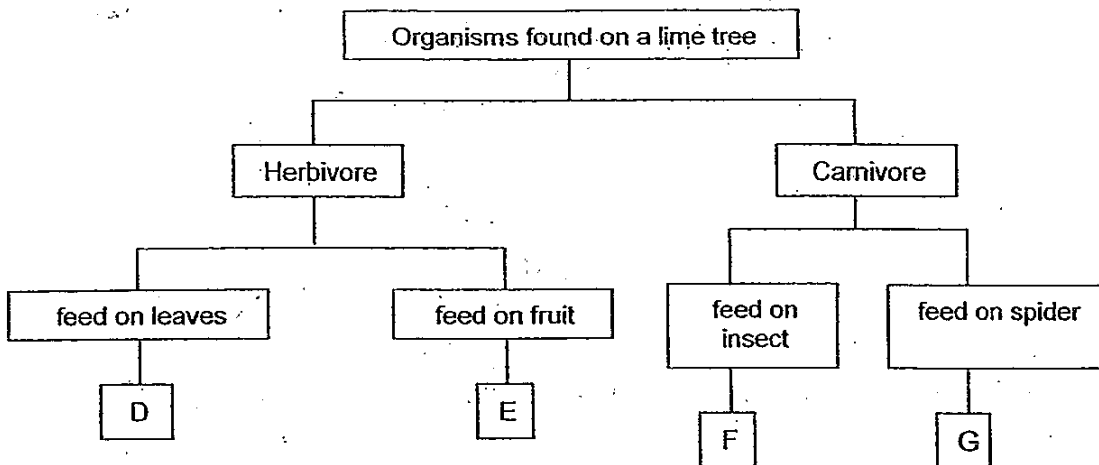 Organisms found on a lime tree
Herbivore
Carnivore
feed on leaves
feed on fruit
feed on
insect
feed on spider
D
E
F
G